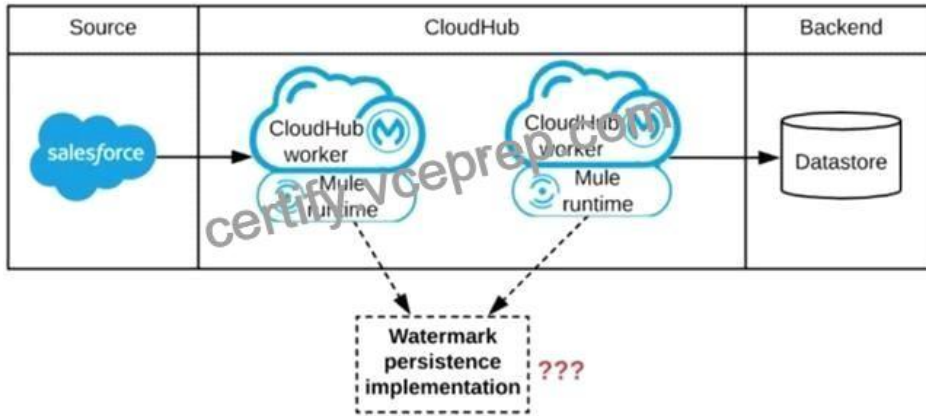 Source
CloudHub
Backend
salesforce
CloudHub
worker
Mule
runtime
CloudHub
worker
Mule
runtime
Datastore
certify.vceprep.com
Watermark
persistence
implementation
???